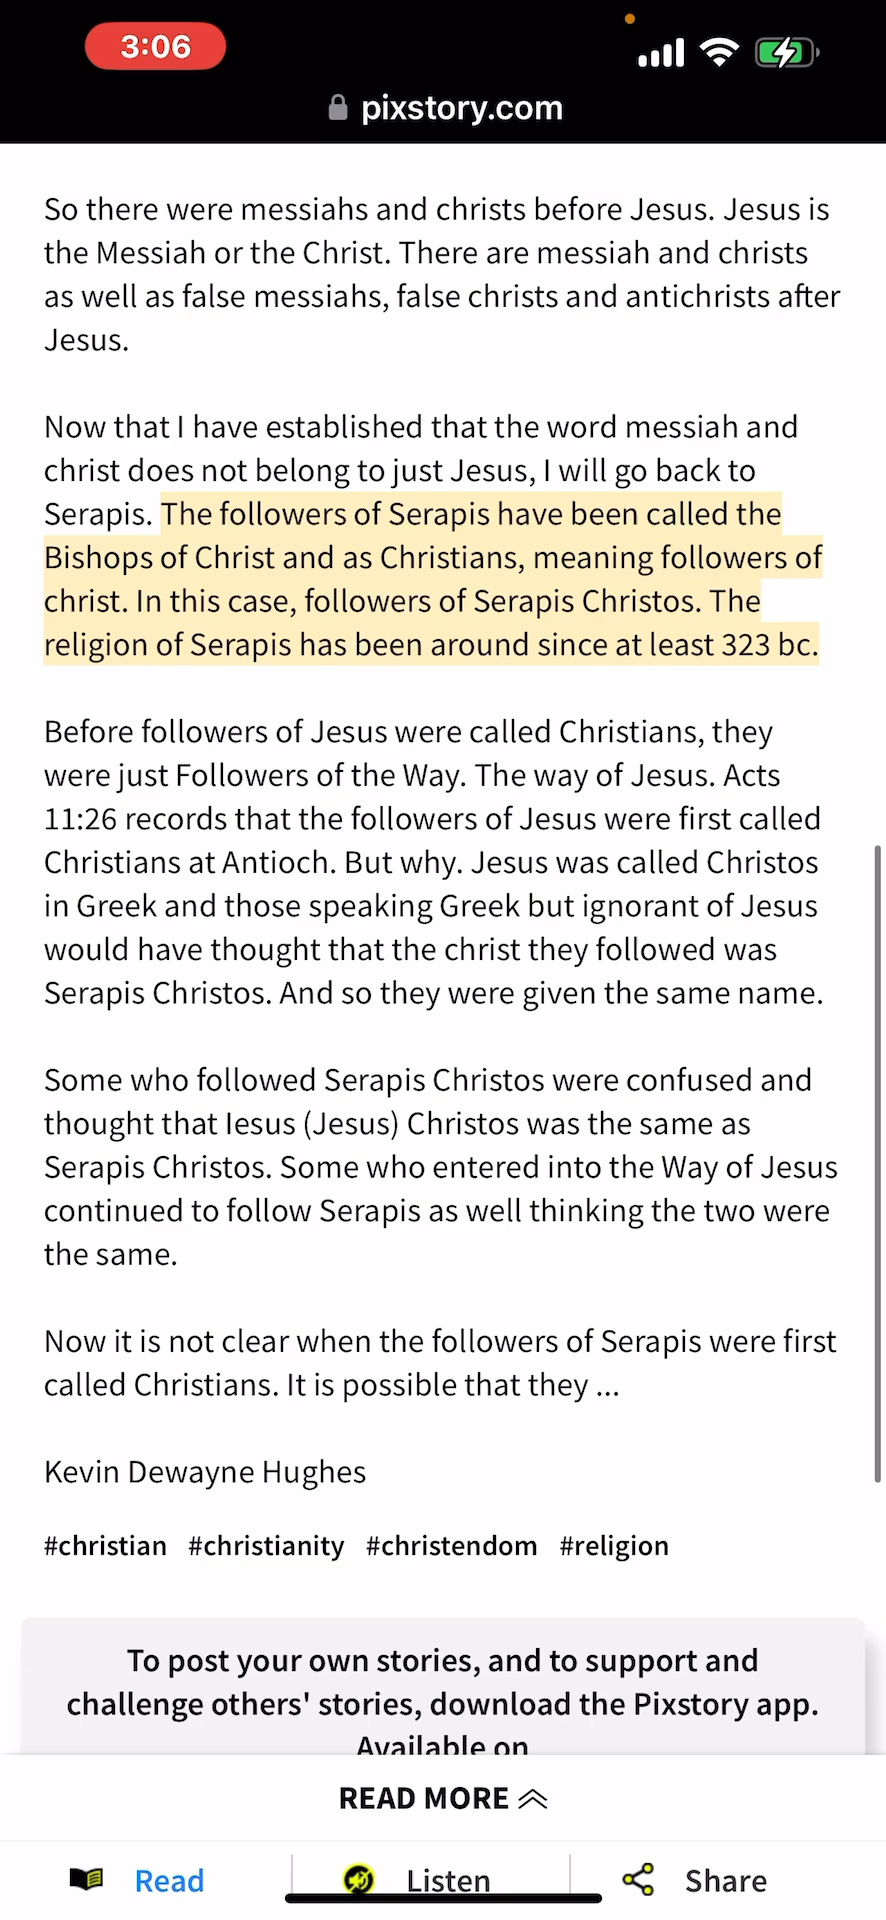 3:06
pixstory.com
So there were messiahs and christs before Jesus. Jesus is
the Messiah or the Christ. There are messiah and christs
as well as false messiahs, false christs and antichrists after
Jesus.
Now that I have established that the word messiah and
christ does not belong to just Jesus, I will go back to
Serapis. The followers of Serapis have been called the
Bishops of Christ and as Christians, meaning followers of
christ. In this case, followers of Serapis Christos. The
religion of Serapis has been around since at least 323 bc.
Before followers of Jesus were called Christians, they
were just Followers of the Way. The way of Jesus. Acts
11:26 records that the followers of Jesus were first called
Christians at Antioch. But why. Jesus was called Christos
in Greek and those speaking Greek but ignorant of Jesus
would have thought that the christ they followed was
Serapis Christos. And so they were given the same name.
Some who followed Serapis Christos were confused and
thought that Iesus (Jesus) Christos was the same as
Serapis Christos. Some who entered into the Way of Jesus
continued to follow Serapis as well thinking the two were
the same.
Now it is not clear when the followers of Serapis were first
called Christians. It is possible that they ...
Kevin Dewayne Hughes
#christian #christianity #christendom #religion
To post your own stories, and to support and
challenge others' stories, download the Pixstory app.
Available on
READ MORE
Read Listen Share